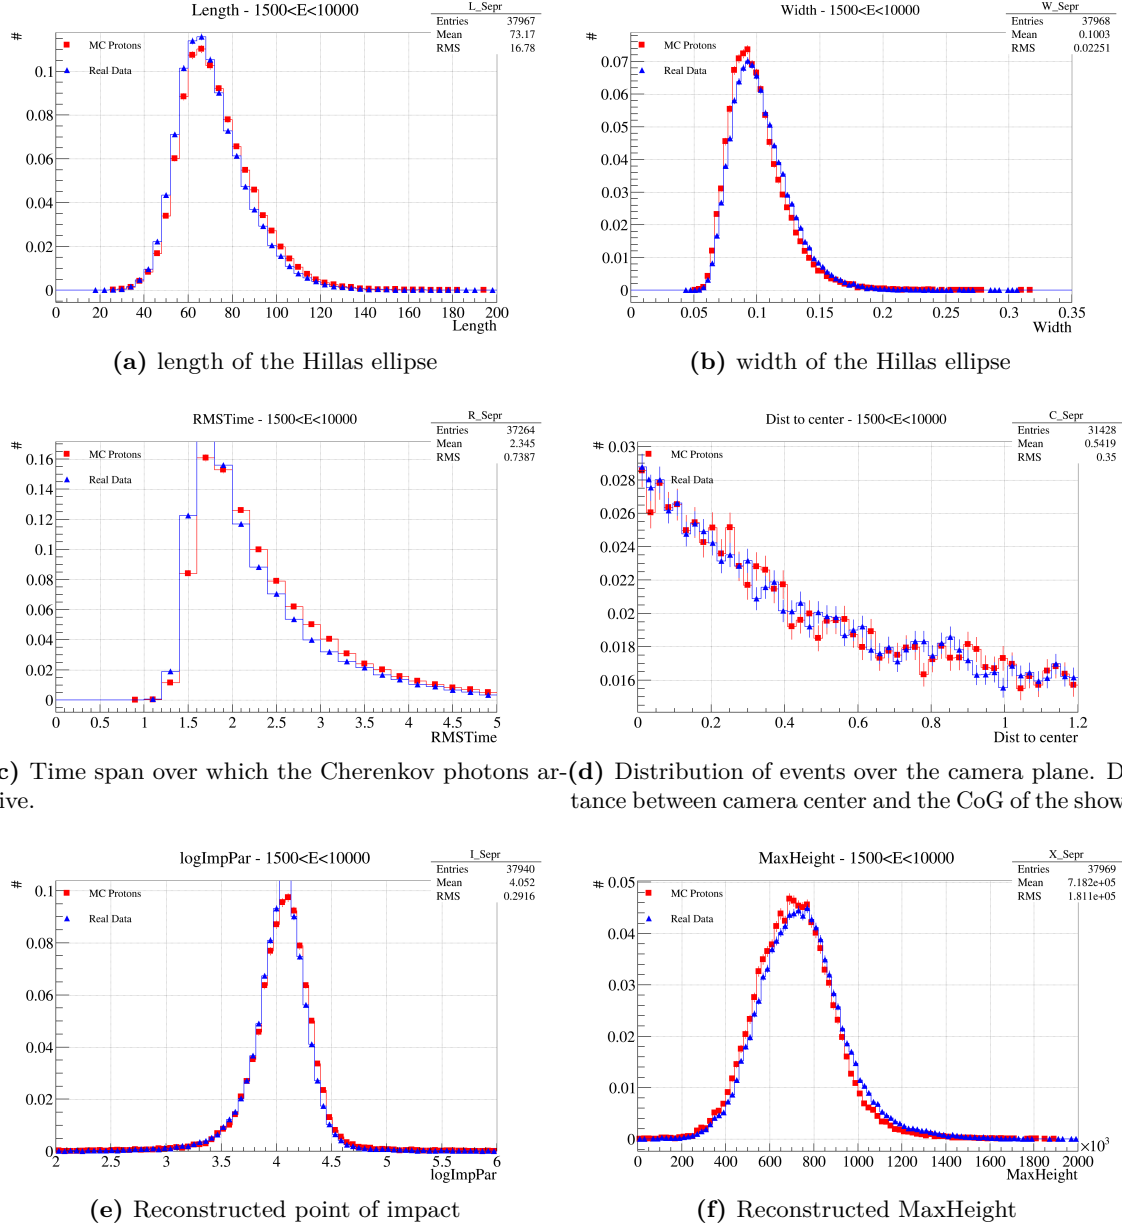 Length - 1500<E<10000
L_Sepr
Entries 37967
Mean 73.17
RMS 16.78
#
MC Protons
Real Data
0.1
0.08
0.06
0.04
0.02
0
0 20 40 60 80 100 120 140 160 180 200
Length
(a) length of the Hillas ellipse
Width - 1500<E<10000
W_Sepr
Entries 37968
Mean 0.1003
RMS 0.02251
#
MC Protons
Real Data
0.07
0.06
0.05
0.04
0.03
0.02
0.01
0
0 0.05 0.1 0.15 0.2 0.25 0.3 0.35
Width
(b) width of the Hillas ellipse
RMSTime - 1500<E<10000
R_Sepr
Entries 37264
Mean 2.345
RMS 0.7387
#
MC Protons
Real Data
0.16
0.14
0.12
0.1
0.08
0.06
0.04
0.02
0
0 0.5 1 1.5 2 2.5 3 3.5 4 4.5 5
RMSTime
c) Time span over which the Cherenkov photons ar-
ive.
Dist to center - 1500<E<10000
C_Sepr
Entries 31428
Mean 0.5419
RMS 0.35
#
MC Protons
Real Data
0.03
0.028
0.026
0.024
0.022
0.02
0.018
0.016
0 0.2 0.4 0.6 0.8 1 1.2
Dist to center
(d) Distribution of events over the camera plane. D
tance between camera center and the CoG of the show
logImpPar - 1500<E<10000
I_Sepr
Entries 37940
Mean 4.052
RMS 0.2916
#
MC Protons
Real Data
0.1
0.08
0.06
0.04
0.02
0
2 2.5 3 3.5 4 4.5 5 5.5 6
logImpPar
(e) Reconstructed point of impact
MaxHeight - 1500<E<10000
X_Sepr
Entries 37969
Mean 7.182e+05
RMS 1.811e+05
#
MC Protons
Real Data
0.05
0.04
0.03
0.02
0.01
0
0 200 400 600 800 1000 1200 1400 1600 1800 2000
×10³
MaxHeight
(f) Reconstructed MaxHeight